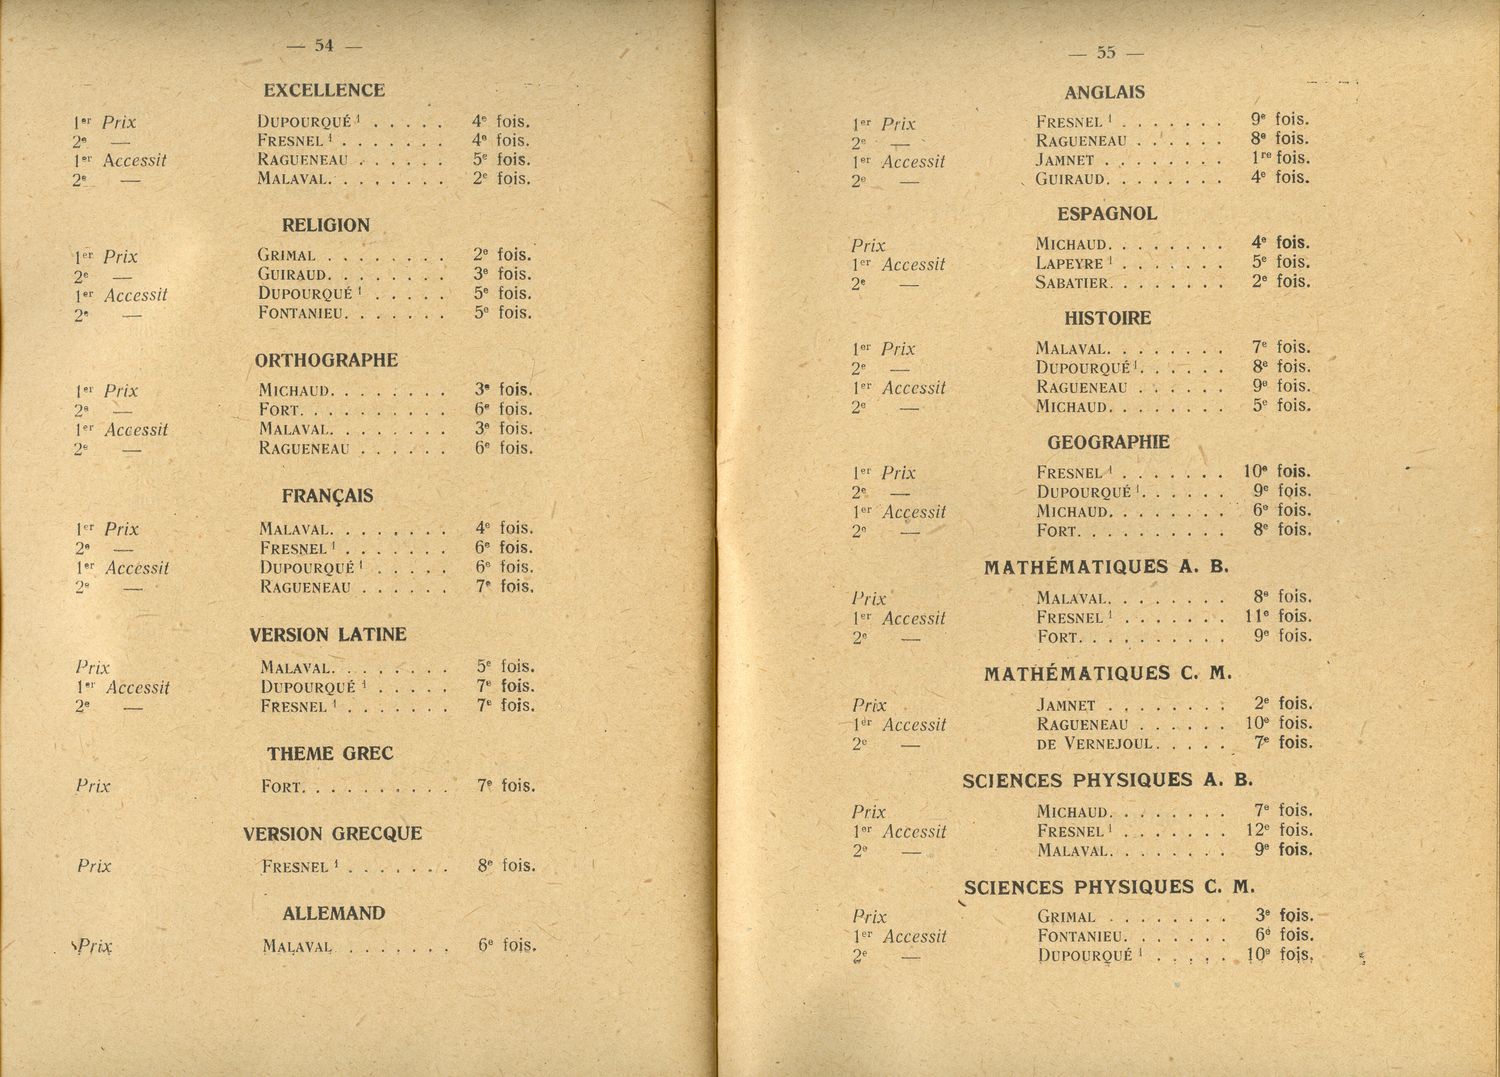 — 54 —
EXCELLENCE
1er Prix DUPOURQUÉ 1 . . . . . 4e fois.
2e — FRESNEL 1 . . . . . . . 4e fois.
1er Accessit RAGUENEAU . . . . . . 5e fois.
2e — MALAVAL. . . . . . . . 2e fois.
RELIGION
1er Prix GRIMAL . . . . . . . . 2e fois.
2e — GUIRAUD. . . . . . . . 3e fois.
1er Accessit DUPOURQUÉ 1 . . . . . 5e fois.
2e — FONTANIEU. . . . . . . 5e fois.
ORTHOGRAPHE
1er Prix MICHAUD. . . . . . . . 3e fois.
2e — FORT. . . . . . . . . . 6e fois.
1er Accessit MALAVAL. . . . . . . . 3e fois.
2e — RAGUENEAU . . . . . . 6e fois.
FRANÇAIS
1er Prix MALAVAL. . . . . . . . 4e fois.
2e — FRESNEL 1 . . . . . . . 6e fois.
1er Accessit DUPOURQUÉ 1 . . . . . 6e fois.
2e — RAGUENEAU . . . . . . 7e fois.
VERSION LATINE
Prix MALAVAL. . . . . . . . 5e fois.
1er Accessit DUPOURQUÉ 1 . . . . . 7e fois.
2e — FRESNEL 1 . . . . . . . 7e fois.
THEME GREC
Prix FORT. . . . . . . . . . 7e fois.
VERSION GRECQUE
Prix FRESNEL 1 . . . . . . . 8e fois.
ALLEMAND
Prix MALAVAL . . . . . . . 6e fois.
— 55 —
ANGLAIS
1er Prix FRESNEL 1 . . . . . . . 9e fois.
2e — RAGUENEAU . . . . . . 8e fois.
1er Accessit JAMNET . . . . . . . . 1re fois.
2e — GUIRAUD. . . . . . . . 4e fois.
ESPAGNOL
Prix MICHAUD. . . . . . . . 4e fois.
1er Accessit LAPEYRE 1 . . . . . . . 5e fois.
2e — SABATIER. . . . . . . . 2e fois.
HISTOIRE
1er Prix MALAVAL. . . . . . . . 7e fois.
2e — DUPOURQUÉ 1. . . . . . 8e fois.
1er Accessit RAGUENEAU . . . . . . 9e fois.
2e — MICHAUD. . . . . . . . 5e fois.
GEOGRAPHIE
1er Prix FRESNEL 1 . . . . . . . 10e fois.
2e — DUPOURQUÉ 1. . . . . . 9e fois.
1er Accessit MICHAUD. . . . . . . . 6e fois.
2e — FORT. . . . . . . . . . 8e fois.
MATHÉMATIQUES A. B.
Prix MALAVAL. . . . . . . . 8e fois.
1er Accessit FRESNEL 1 . . . . . . . 11e fois.
2e — FORT. . . . . . . . . . 9e fois.
MATHÉMATIQUES C. M.
Prix JAMNET . . . . . . . . 2e fois.
1er Accessit RAGUENEAU . . . . . . 10e fois.
2e — DE VERNEJOUL. . . . . 7e fois.
SCIENCES PHYSIQUES A. B.
Prix MICHAUD. . . . . . . . 7e fois.
1er Accessit FRESNEL 1 . . . . . . . 12e fois.
2e — MALAVAL. . . . . . . . 9e fois.
SCIENCES PHYSIQUES C. M.
Prix GRIMAL . . . . . . . . 3e fois.
1er Accessit FONTANIEU. . . . . . . 6e fois.
2e — DUPOURQUÉ 1 . . . . . 10e fois.